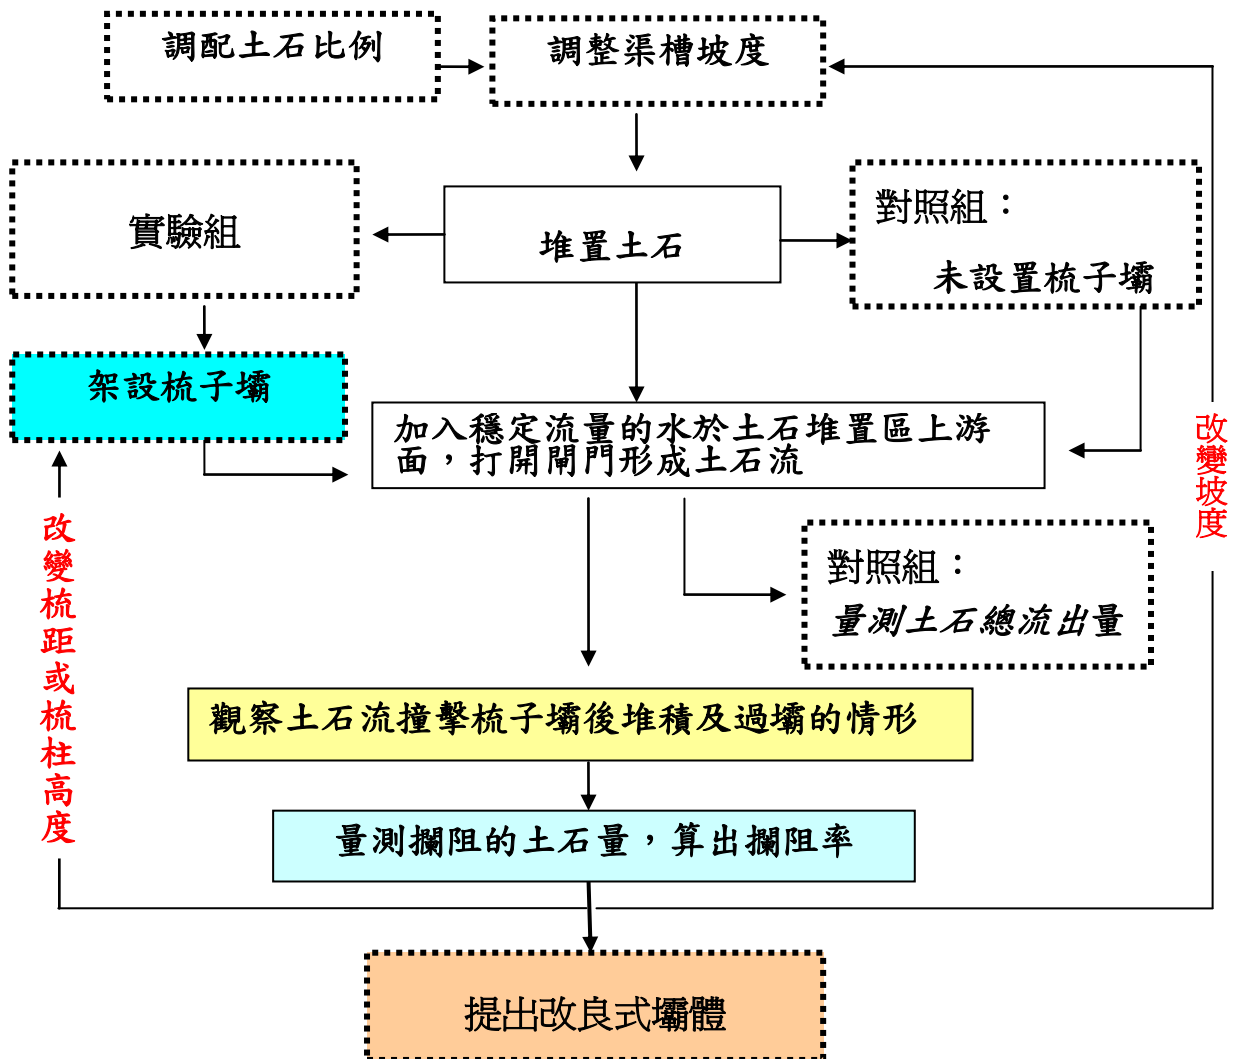 調配土石比例
調整渠槽坡度
實驗組
堆置土石
對照組：
未設置梳子壩
架設梳子壩
加入穩定流量的水於土石堆置區上游
面，打開閘門形成土石流
改變坡度
改變梳距或梳柱高度
對照組：
量測土石總流出量
觀察土石流撞擊梳子壩後堆積及過壩的情形
量測攔阻的土石量，算出攔阻率
提出改良式壩體